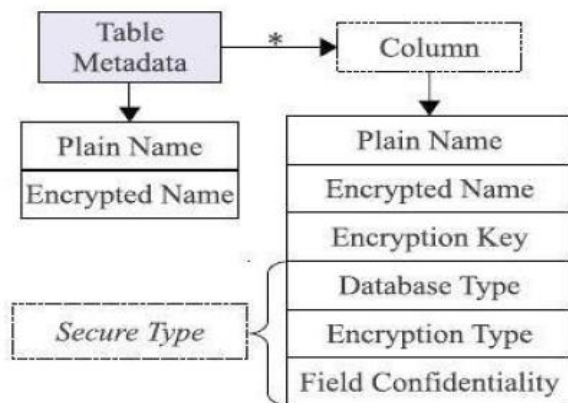 Table
Metadata
*
Column
Plain Name
Encrypted Name
Plain Name
Encrypted Name
Encryption Key
Database Type
Encryption Type
Field Confidentiality
Secure Type